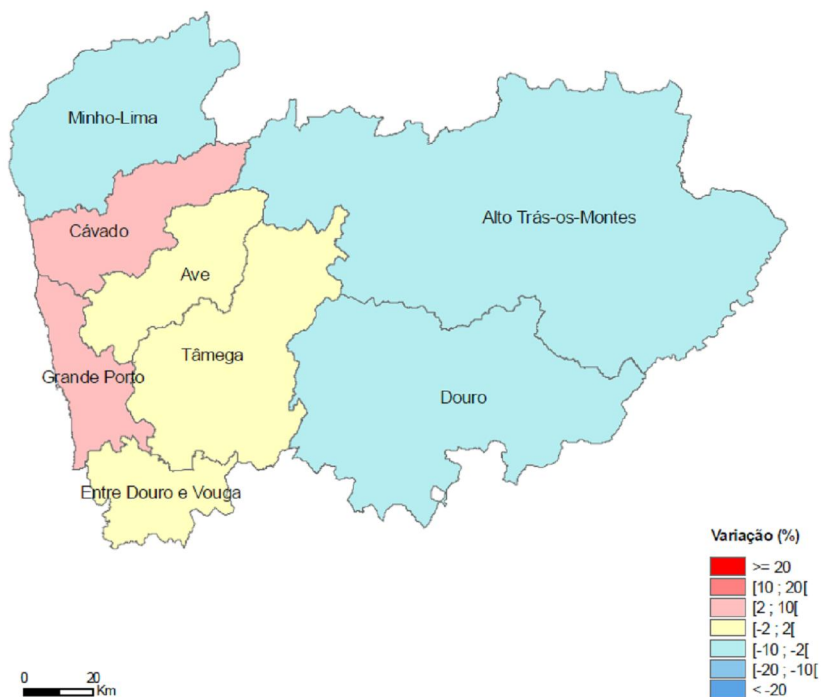 Minho-Lima
Cávado
Alto Trás-os-Montes
Ave
Tâmega
Grande Porto
Douro
Entre Douro e Vouga
Variação (%)
>= 20
[10 ; 20[
[2 ; 10[
[-2 ; 2[
[-10 ; -2[
[-20 ; -10[
< -20
0 20
Km